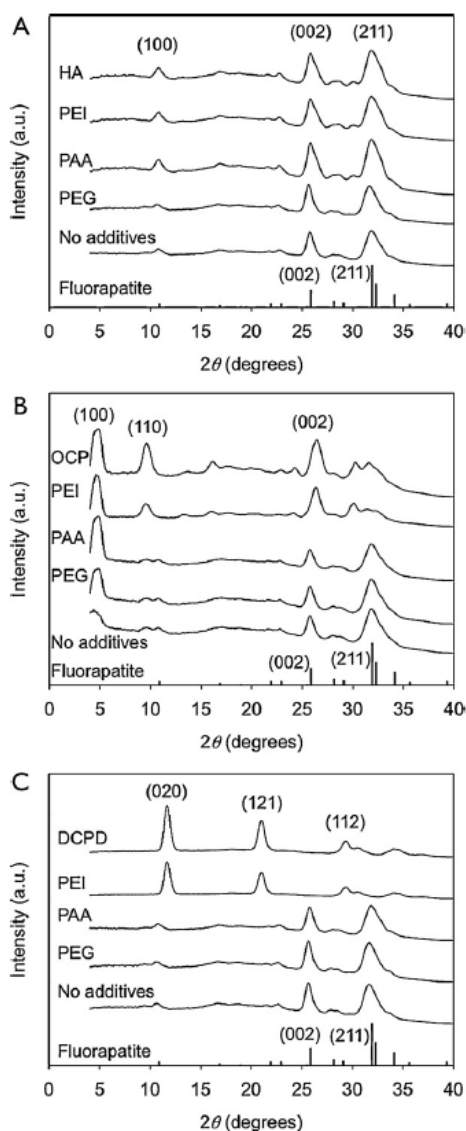 A
(100) (002) (211)
HA
PEI
PAA
PEG
No additives
Fluorapatite (002) (211)
Intensity (a.u.)
0 5 10 15 20 25 30 35 40
2θ (degrees)
B
(100) (110) (002)
OCP
PEI
PAA
PEG
No additives
Fluorapatite (002) (211)
Intensity (a.u.)
0 5 10 15 20 25 30 35 40
2θ (degrees)
C
(020) (121) (112)
DCPD
PEI
PAA
PEG
No additives
Fluorapatite (002) (211)
Intensity (a.u.)
0 5 10 15 20 25 30 35 40
2θ (degrees)